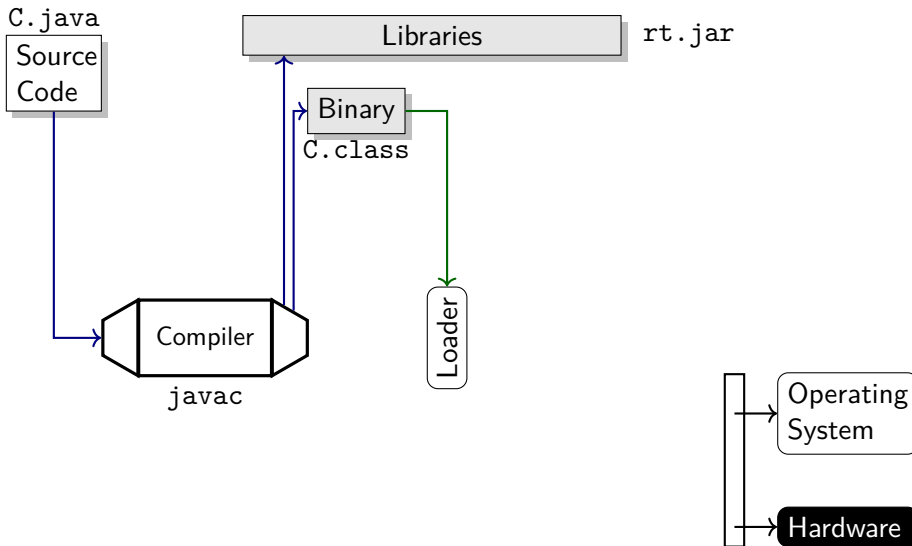 C.java
Source
Code
Libraries
rt.jar
Binary
C.class
Compiler
javac
Loader
Operating
System
Hardware